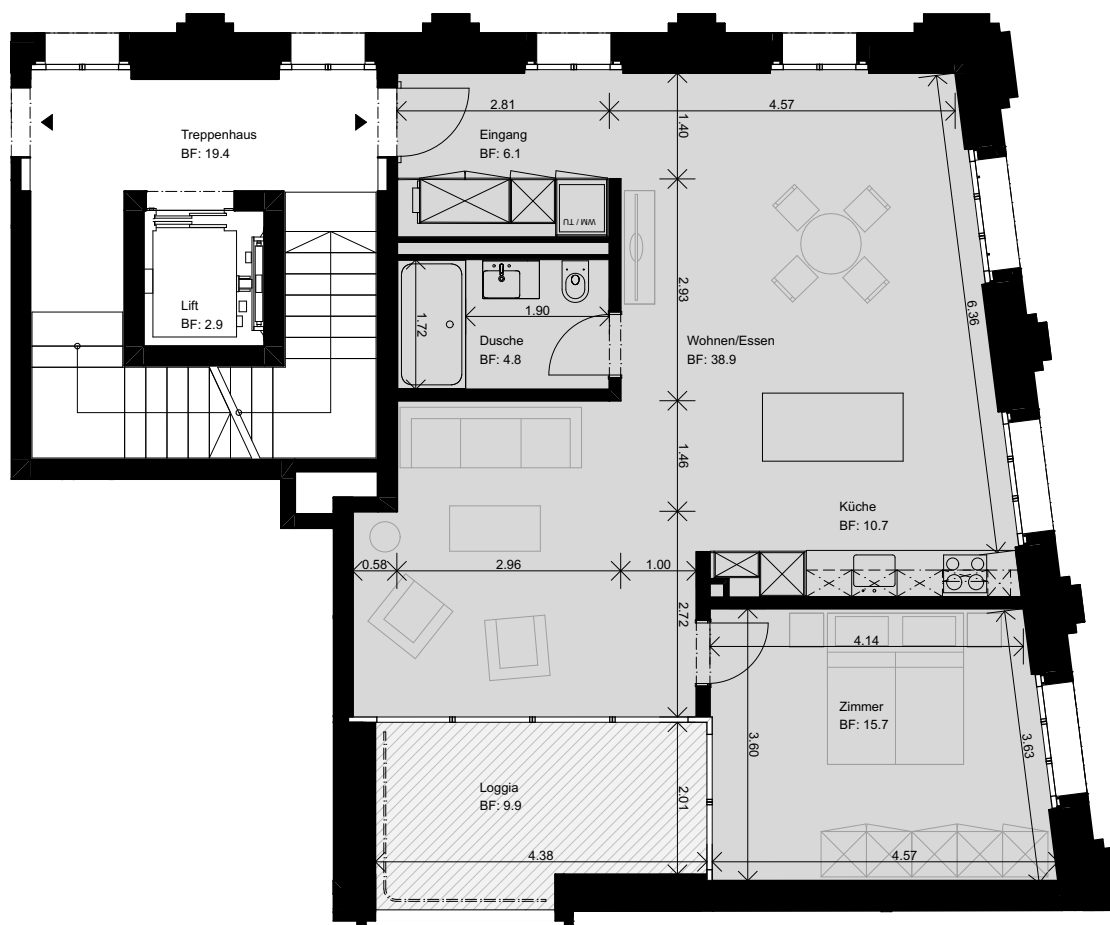 2.81
4.57
Treppenhaus
BF: 19.4
Eingang
BF: 6.1
1.40
WM / TU
2.93
6.36
Lift
BF: 2.9
1.72
1.90
Dusche
BF: 4.8
Wohnen/Essen
BF: 38.9
1.46
Küche
BF: 10.7
0.58
2.96
1.00
2.72
4.14
Zimmer
BF: 15.7
3.60
3.63
Loggia
BF: 9.9
2.01
4.38
4.57